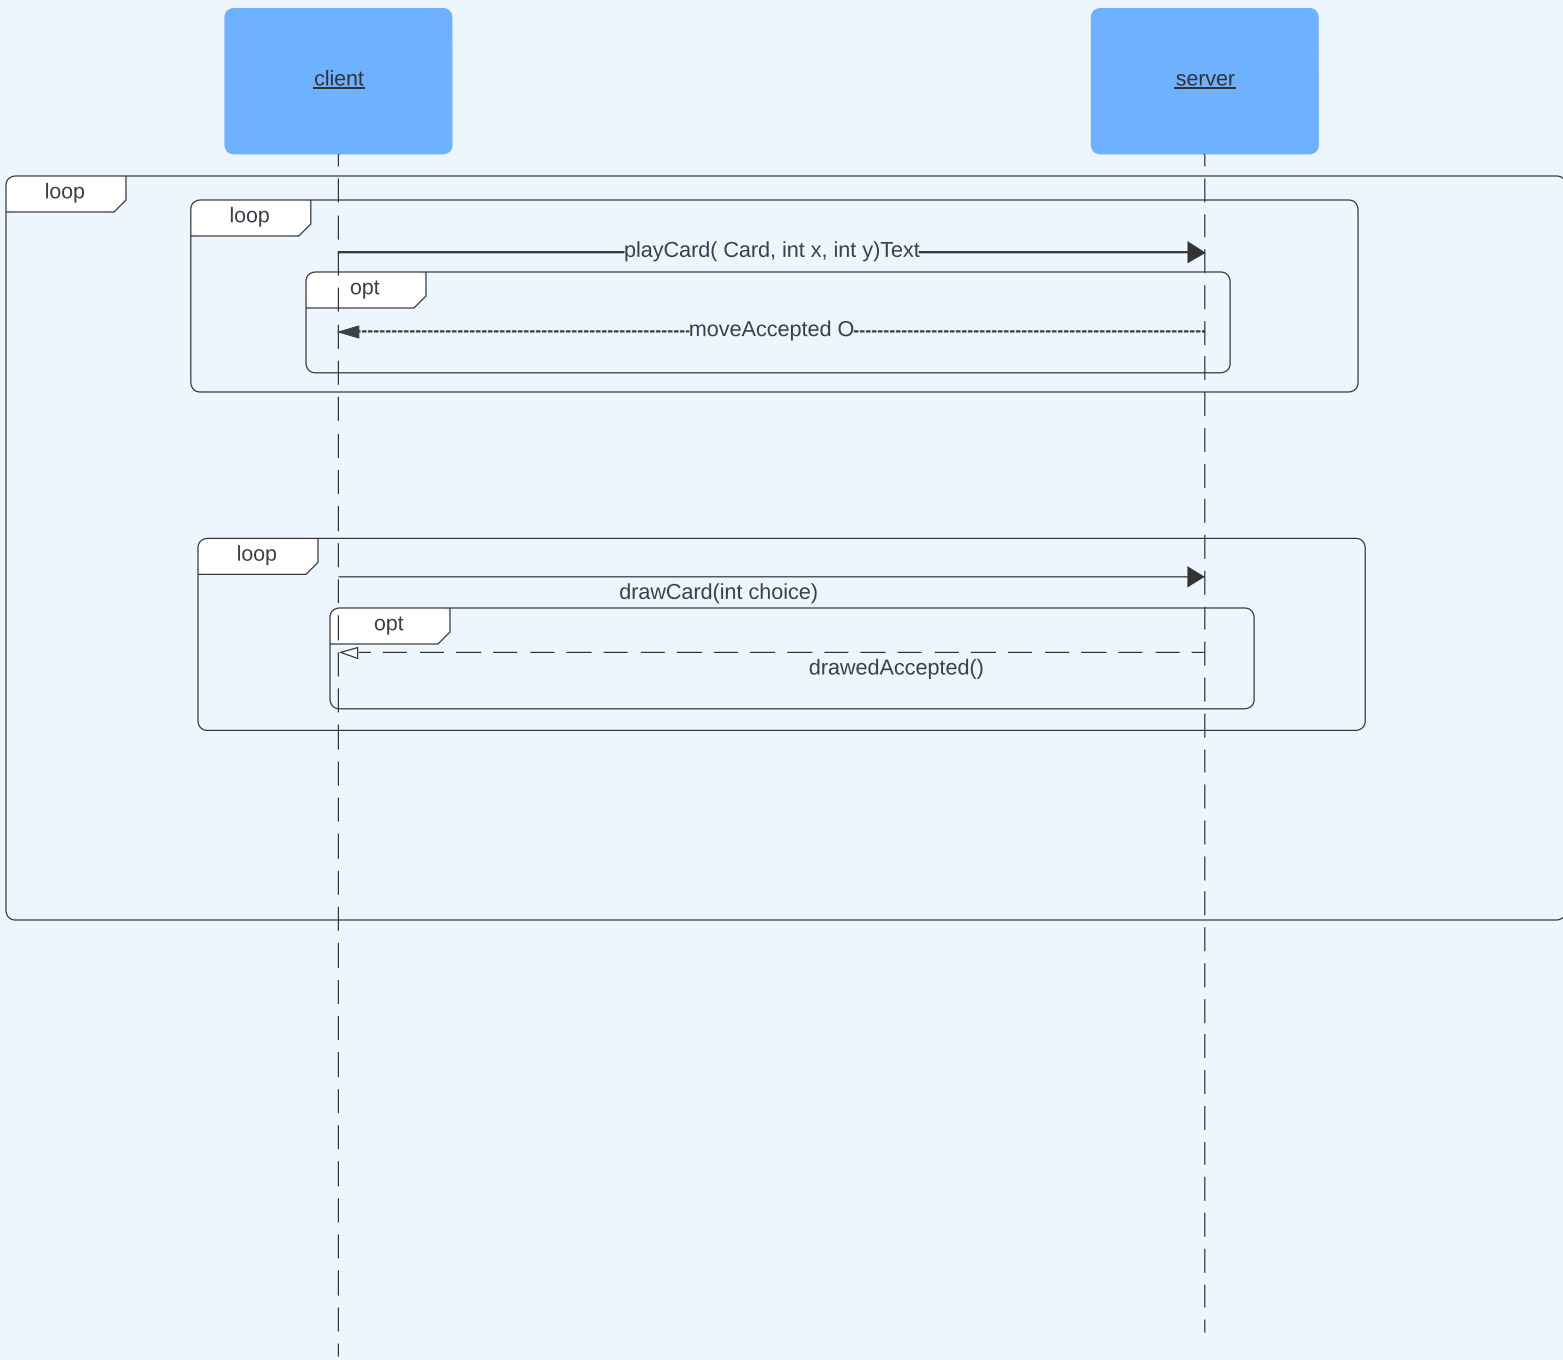 client
server
loop
loop
playCard( Card, int x, int y)Text
opt
moveAccepted O
loop
drawCard(int choice)
opt
drawedAccepted()